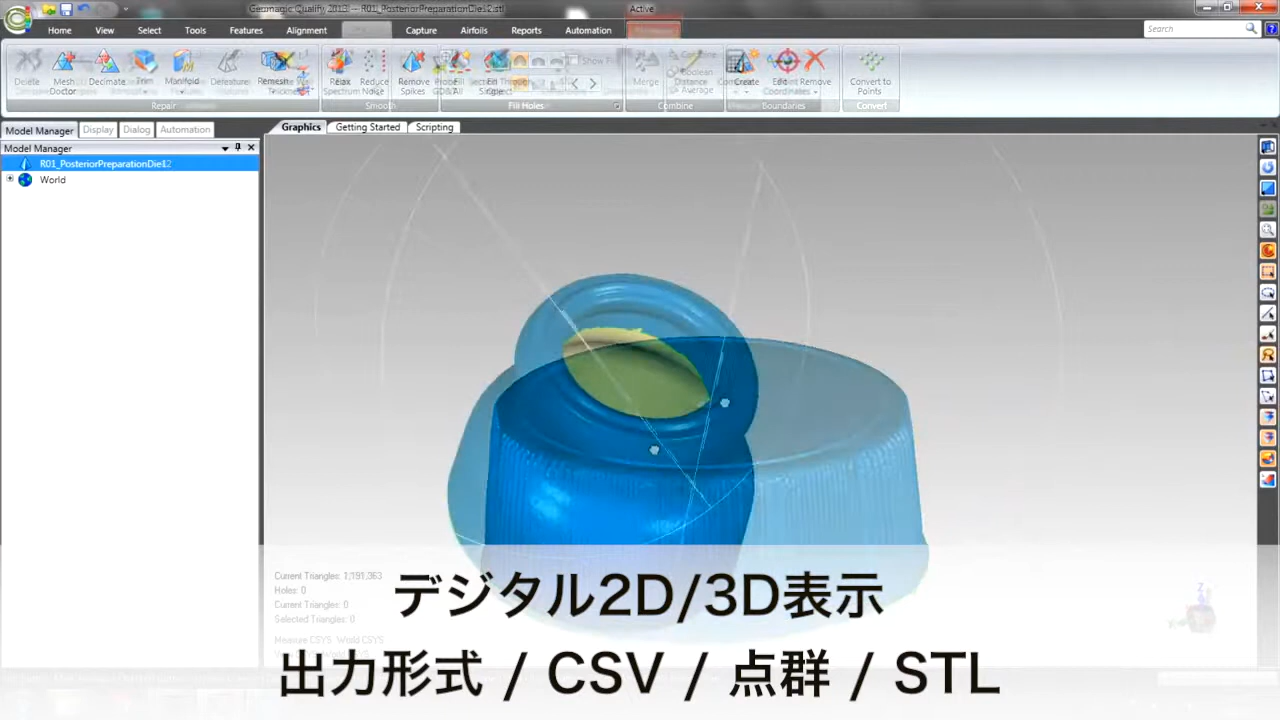 Geomagic Qualify 2013 -- R01_PosteriorPreparationDie12.stl
Active
Home View Select Tools Features Alignment Capture Airfoils Reports Automation
Search
Delete Mesh Doctor Decimate Trim Manifold Remesh Relax Reduce Noise Remove Spikes Merge Create Edit Remove Convert to Points
Repair Smooth Fill Holes Combine Boundaries Convert
Model Manager Display Dialog Automation
Graphics Getting Started Scripting
Model Manager
R01_PosteriorPreparationDie12
World
Current Triangles: 1,191,363
Holes: 0
Current Triangles: 0
Selected Triangles: 0
Measure CSYS: World CSYS
デジタル2D/3D表示
出力形式 / CSV / 点群 / STL